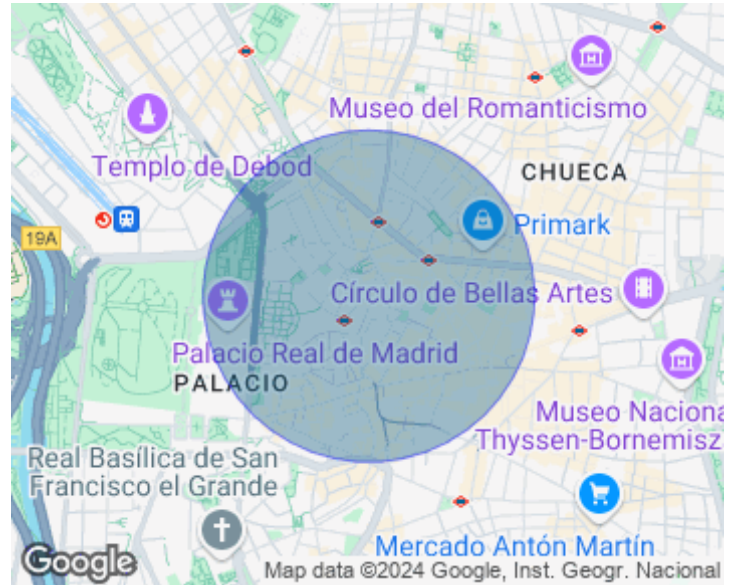 Museo del Romanticismo
Templo de Debod
CHUECA
Primark
19A
Círculo de Bellas Artes
Palacio Real de Madrid
PALACIO
Museo Naciona
Thyssen-Bornemisz
Real Basílica de San
Francisco el Grande
Mercado Antón Martín
Google
Map data ©2024 Google, Inst. Geogr. Nacional